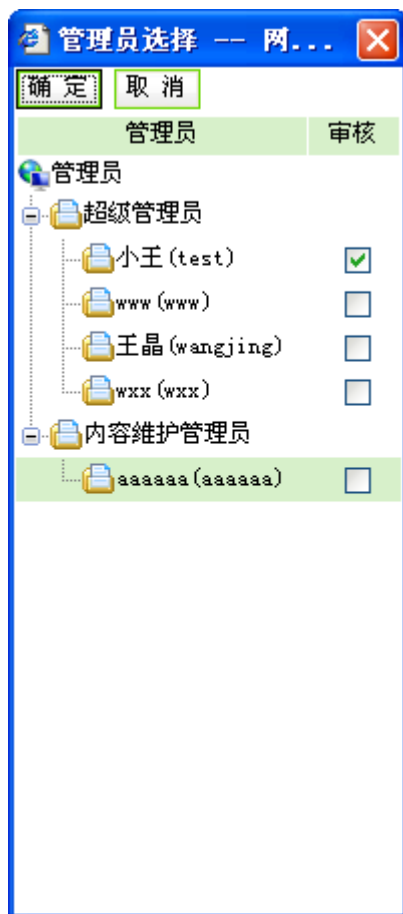 管理员选择 -- 网...
确 定 取 消
管理员 审核
管理员
超级管理员
小王(test)
www(www)
王晶(wangjing)
wxx(wxx)
内容维护管理员
aaaaaa(aaaaaa)